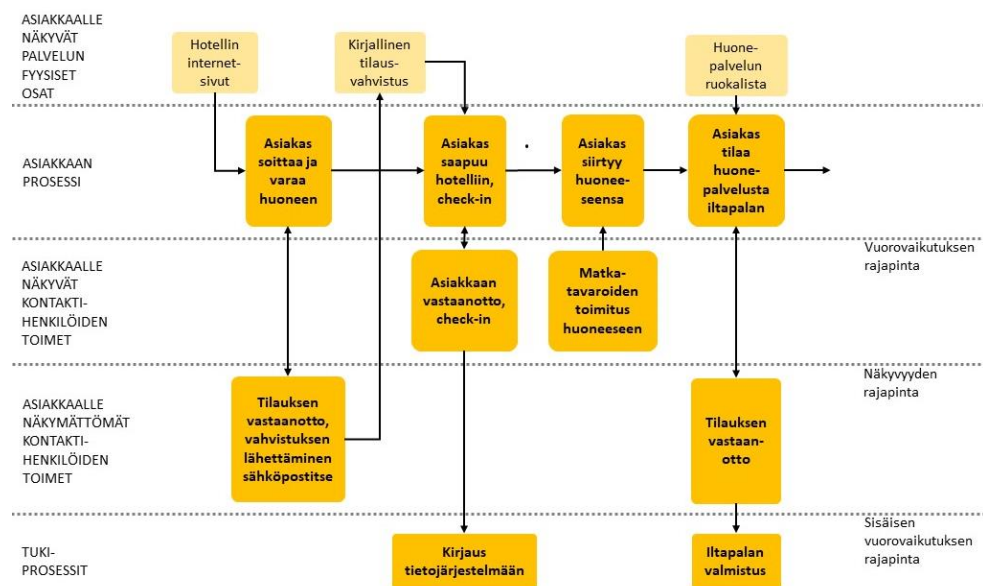 ASIAKKAALLE
NÄKYVÄT
PALVELUN
FYYSISET
OSAT
Hotellin
internet-
sivut
Kirjallinen
tilaus-
vahvistus
Huone-
palvelun
ruokalista
ASIAKKAAN
PROSESSI
Asiakas
soittaa ja
varaa
huoneen
Asiakas
saapuu
hotelliin,
check-in
Asiakas
siirtyy
huonee-
seensa
Asiakas
tilaa
huone-
palvelusta
iltapalan
Vuorovaikutuksen
rajapinta
ASIAKKAALLE
NÄKYVÄT
KONTAKTI-
HENKILÖIDEN
TOIMET
Asiakkaan
vastaanotto,
check-in
Matka-
tavaroiden
toimitus
huoneeseen
Näkyvyyden
rajapinta
ASIAKKAALLE
NÄKYMÄTTÖMÄT
KONTAKTI-
HENKILÖIDEN
TOIMET
Tilauksen
vastaanotto,
vahvistuksen
lähettäminen
sähköpostitse
Tilauksen
vastaan-
otto
Sisäisen
vuorovaikutuksen
rajapinta
TUKI-
PROSESSIT
Kirjaus
tietojärjestelmään
Iltapalan
valmistus